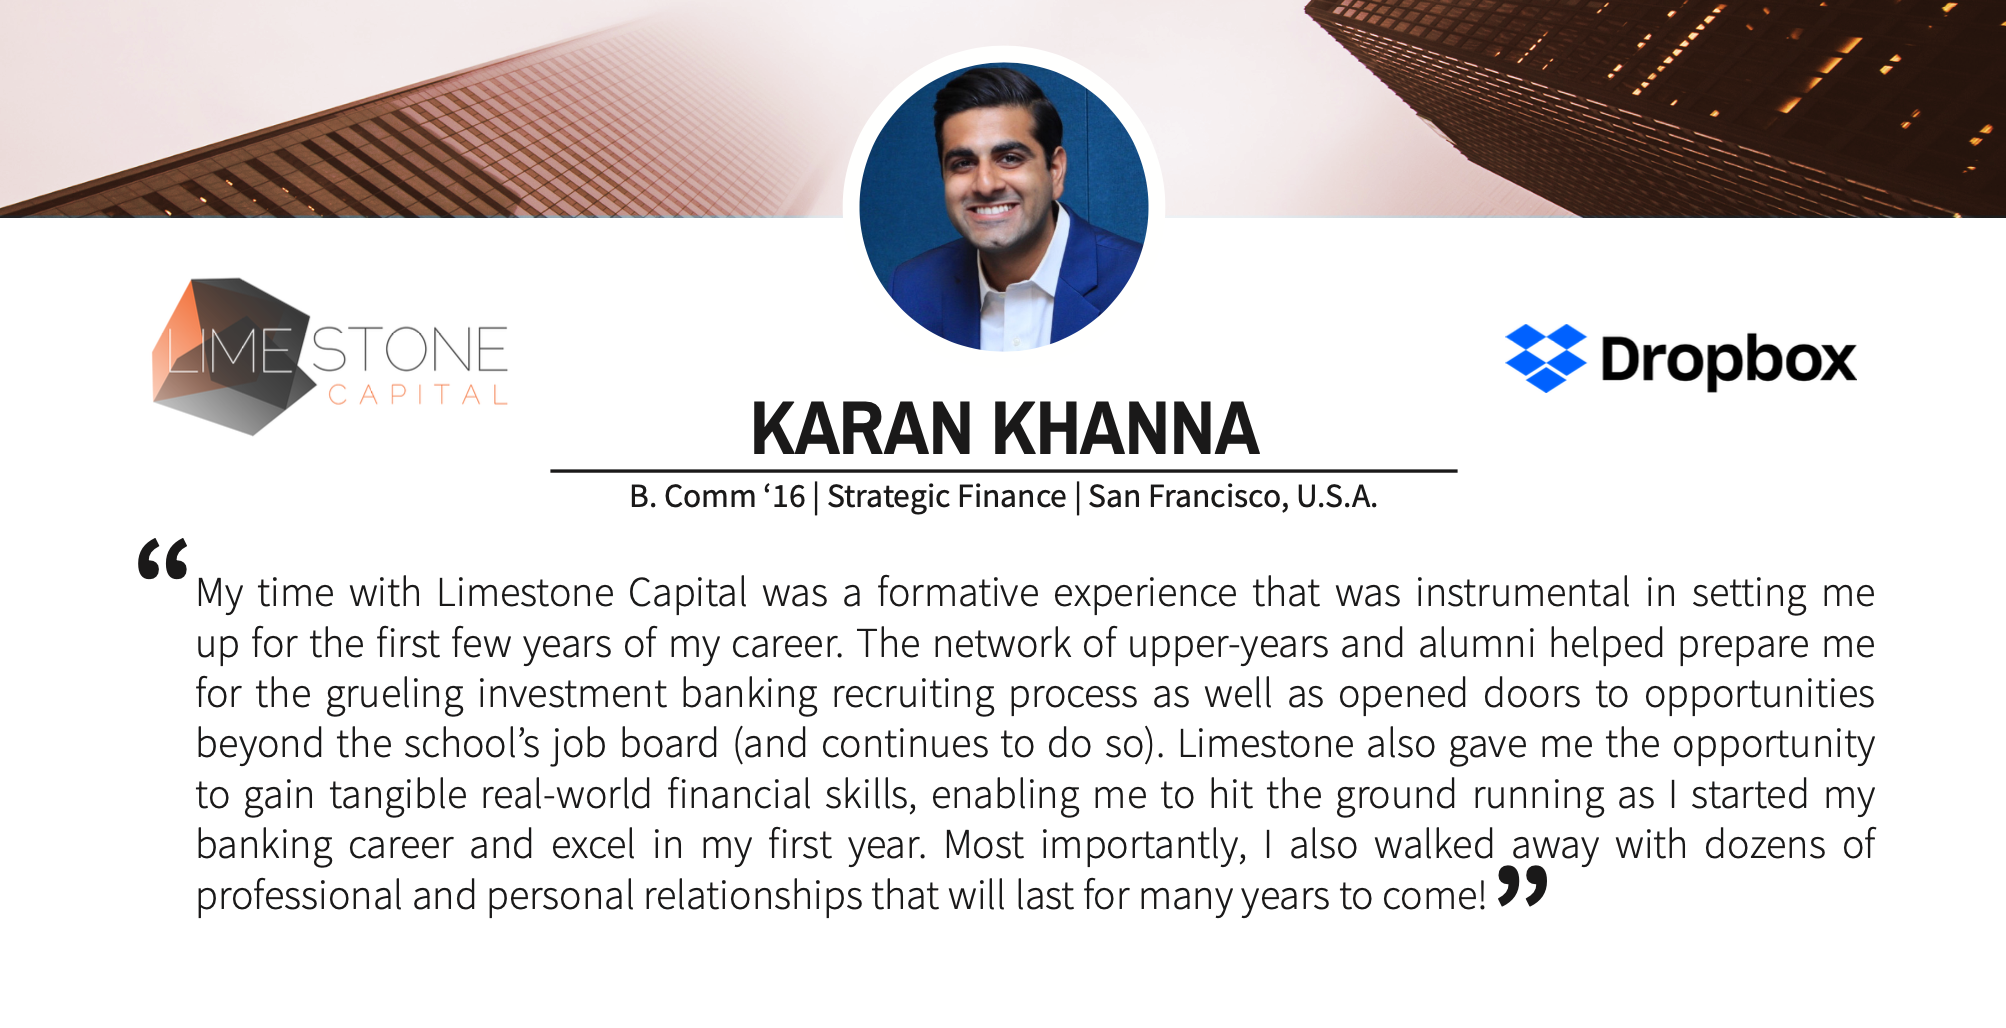 LIMESTONE
CAPITAL
Dropbox
KARAN KHANNA
B. Comm ‘16 | Strategic Finance | San Francisco, U.S.A.
“My time with Limestone Capital was a formative experience that was instrumental in setting me
up for the first few years of my career. The network of upper-years and alumni helped prepare me
for the grueling investment banking recruiting process as well as opened doors to opportunities
beyond the school’s job board (and continues to do so). Limestone also gave me the opportunity
to gain tangible real-world financial skills, enabling me to hit the ground running as I started my
banking career and excel in my first year. Most importantly, I also walked away with dozens of
professional and personal relationships that will last for many years to come!”